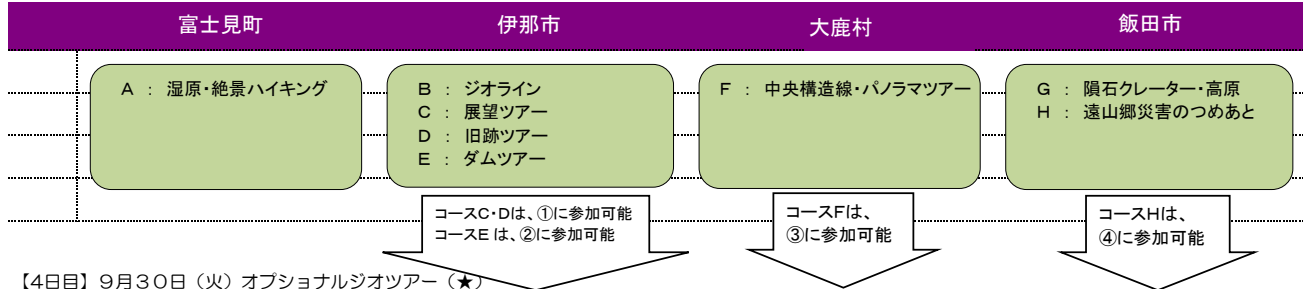 富士見町
伊那市
大鹿村
飯田市
A : 湿原・絶景ハイキング
B : ジオライン
C : 展望ツアー
D : 旧跡ツアー
E : ダムツアー
F : 中央構造線・パノラマツアー
G : 隕石クレーター・高原
H : 遠山郷災害のつめあと
コースC・Dは、①に参加可能
コースE は、②に参加可能
コースFは、
③に参加可能
コースHは、
④に参加可能
【4日目】9月30日（火）オプショナルジオツアー（★）